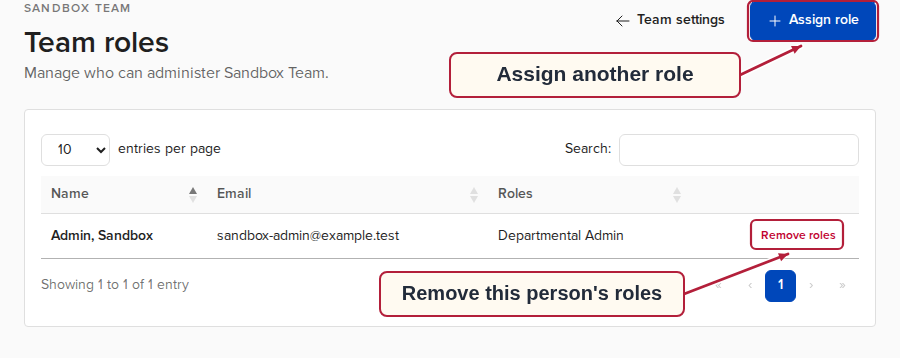 SANDBOX TEAM
Team roles
Manage who can administer Sandbox Team.
← Team settings
+ Assign role
Assign another role
10 entries per page
Search:
Name Email Roles
Admin, Sandbox sandbox-admin@example.test Departmental Admin Remove roles
Showing 1 to 1 of 1 entry
« ‹ 1 › »
Remove this person's roles